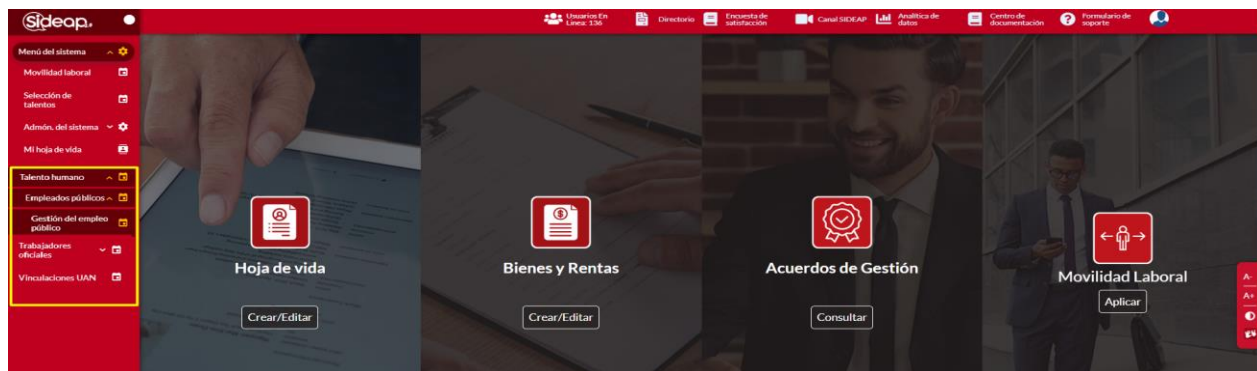 Sideap.
Usuarios En
Línea: 136
Directorio
Encuesta de
satisfacción
Canal SIDEAP
Analítica de
datos
Centro de
documentación
Formulario de
soporte
Menú del sistema
Movilidad laboral
Selección de
talentos
Admón. del sistema
Mi hoja de vida
Talento humano
Empleados públicos
Gestión del empleo
público
Trabajadores
oficiales
Vinculaciones UAN
Hoja de vida
Crear/Editar
Bienes y Rentas
Crear/Editar
Acuerdos de Gestión
Consultar
Movilidad Laboral
Aplicar
A-
A+